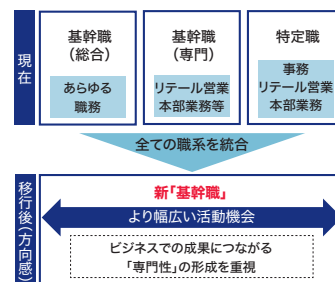 現在
基幹職
(総合)
あらゆる
職務
基幹職
(専門)
リテール営業
本部業務等
特定職
事務
リテール営業
本部業務
全ての職系を統合
移行後(方向感)
新「基幹職」
より幅広い活動機会
ビジネスでの成果につながる
「専門性」の形成を重視